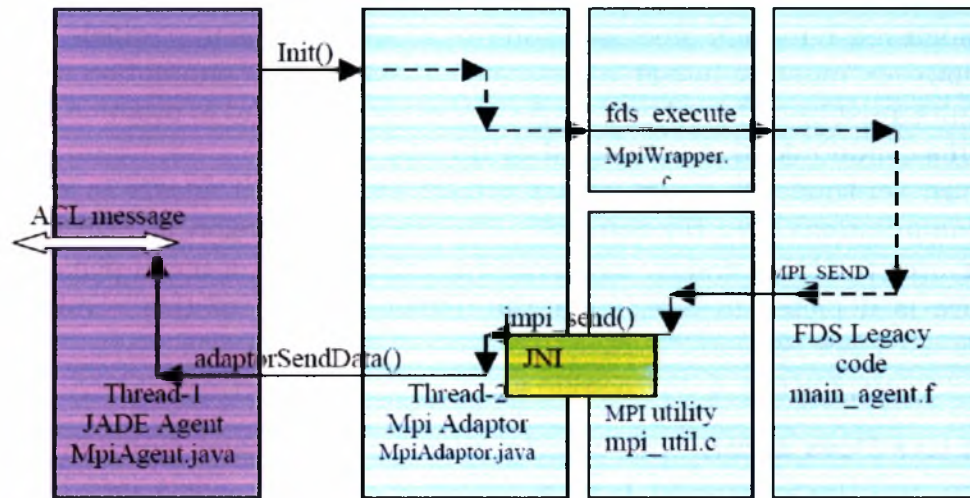 Init()
fds_execute
MpiWrapper.
ACL message
MPI_SEND
jmpi_send()
JNI
adaptorSendData()
Thread-1
JADE Agent
MpiAgent.java
Thread-2
Mpi Adaptor
MpiAdaptor.java
MPI utility
mpi_util.c
FDS Legacy
code
main_agent.f